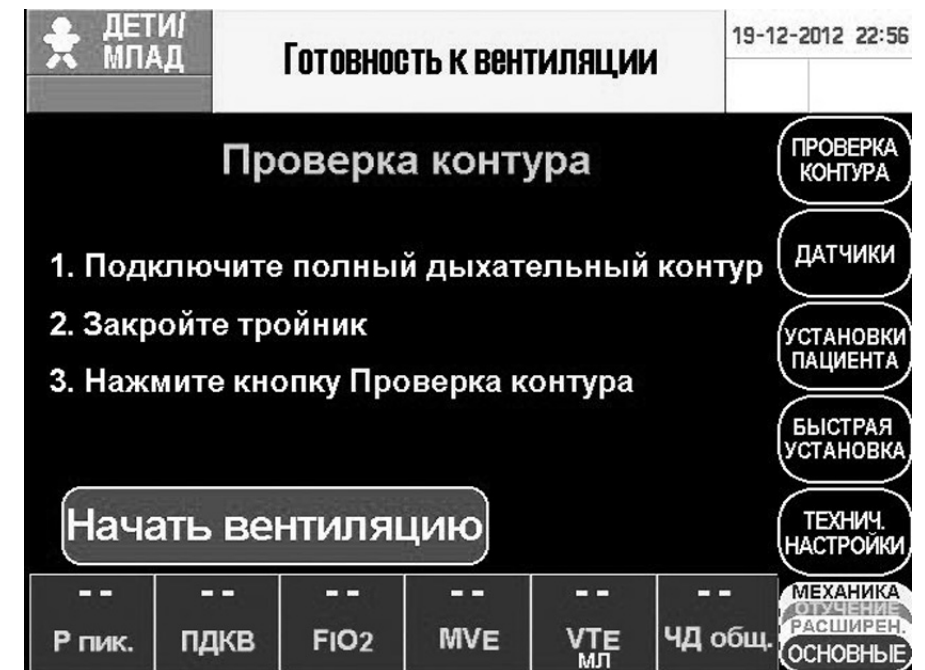 ДЕТИ/
МЛАД
Готовность к вентиляции
19-12-2012 22:56
Проверка контура
1. Подключите полный дыхательный контур
2. Закройте тройник
3. Нажмите кнопку Проверка контура
Начать вентиляцию
ПРОВЕРКА
КОНТУРА
ДАТЧИКИ
УСТАНОВКИ
ПАЦИЕНТА
БЫСТРАЯ
УСТАНОВКА
ТЕХНИЧ.
НАСТРОЙКИ
МЕХАНИКА
ОТУЧЕНИЕ
РАСШИРЕН.
ОСНОВНЫЕ
-- -- -- -- -- --
P пик. ПДКВ FIO2 MVE VTE ЧД общ.
МЛ